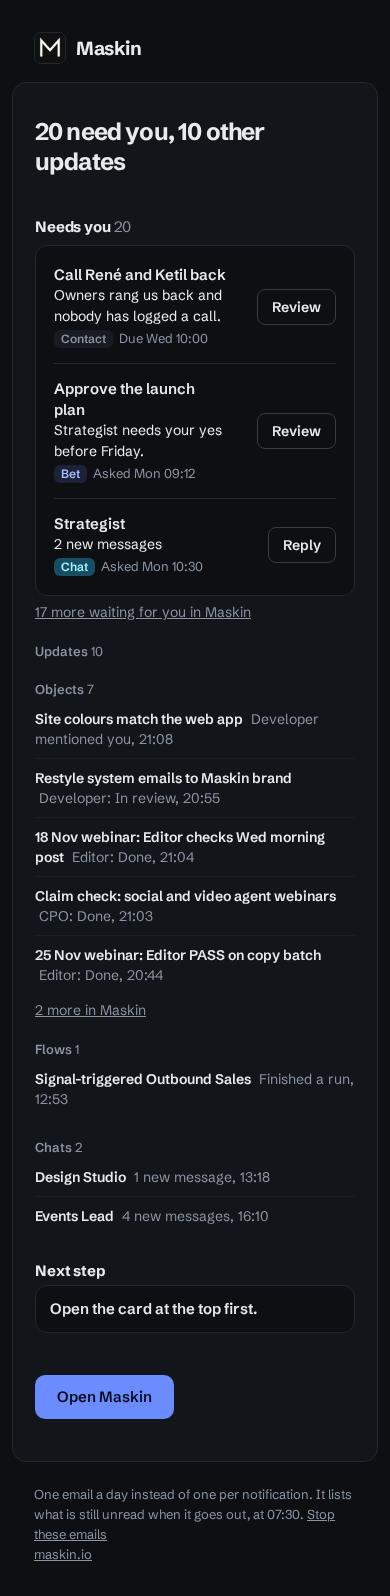 Maskin
20 need you, 10 other
updates
Needs you 20
Call René and Ketil back
Owners rang us back and
nobody has logged a call.
Contact Due Wed 10:00
Review
Approve the launch
plan
Strategist needs your yes
before Friday.
Bet Asked Mon 09:12
Review
Strategist
2 new messages
Chat Asked Mon 10:30
Reply
17 more waiting for you in Maskin
Updates 10
Objects 7
Site colours match the web app Developer
mentioned you, 21:08
Restyle system emails to Maskin brand
Developer: In review, 20:55
18 Nov webinar: Editor checks Wed morning
post Editor: Done, 21:04
Claim check: social and video agent webinars
CPO: Done, 21:03
25 Nov webinar: Editor PASS on copy batch
Editor: Done, 20:44
2 more in Maskin
Flows 1
Signal-triggered Outbound Sales Finished a run,
12:53
Chats 2
Design Studio 1 new message, 13:18
Events Lead 4 new messages, 16:10
Next step
Open the card at the top first.
Open Maskin
One email a day instead of one per notification. It lists
what is still unread when it goes out, at 07:30. Stop
these emails
maskin.io